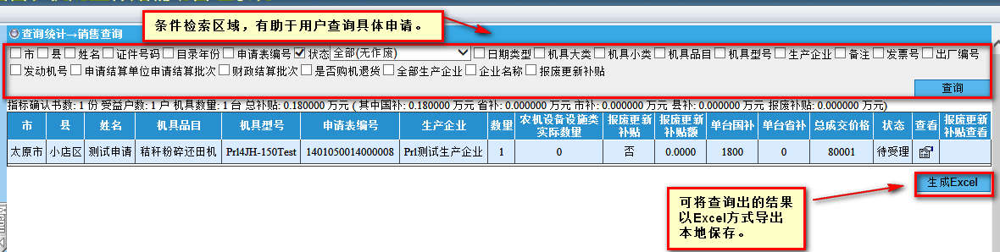 条件检索区域，有助于用户查询具体申请。
查询统计→销售查询
市 县 姓名 证件号码 目录年份 申请表编号 状态 全部(无作废) 日期类型 机具大类 机具小类 机具品目 机具型号 生产企业 备注 发票号 出厂编号
发动机号 申请结算单位申请结算批次 财政结算批次 是否购机退货 全部生产企业 企业名称 报废更新补贴
查询
指标确认书数: 1 份 受益户数: 1 户 机具数量: 1 台 总补贴: 0.180000 万元 ( 其中国补: 0.180000 万元 省补: 0.000000 万元 市补: 0.000000 万元 县补: 0.000000 万元 报废补贴: 0.000000 万元)
市 县 姓名 机具品目 机具型号 申请表编号 生产企业 数量 农机设备设施类实际数量 报废更新补贴 报废更新补贴额 单台国补 单台省补 总成交价格 状态 查看 报废更新补贴查看
太原市 小店区 测试申请 秸秆粉碎还田机 Prl4JH-150Test 1401050014000008 Prl测试生产企业 1 0 否 0.0000 1800 0 80001 待受理
生成Excel
可将查询出的结果
以Excel方式导出
本地保存。
Menu